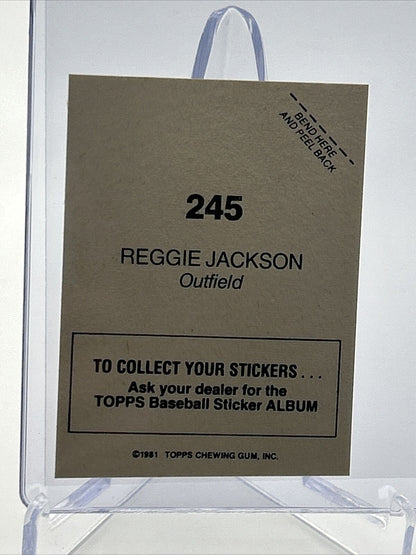 BEND HERE
AND PEEL BACK
245
REGGIE JACKSON
Outfield
TO COLLECT YOUR STICKERS...
Ask your dealer for the
TOPPS Baseball Sticker ALBUM
©1981 TOPPS CHEWING GUM, INC.